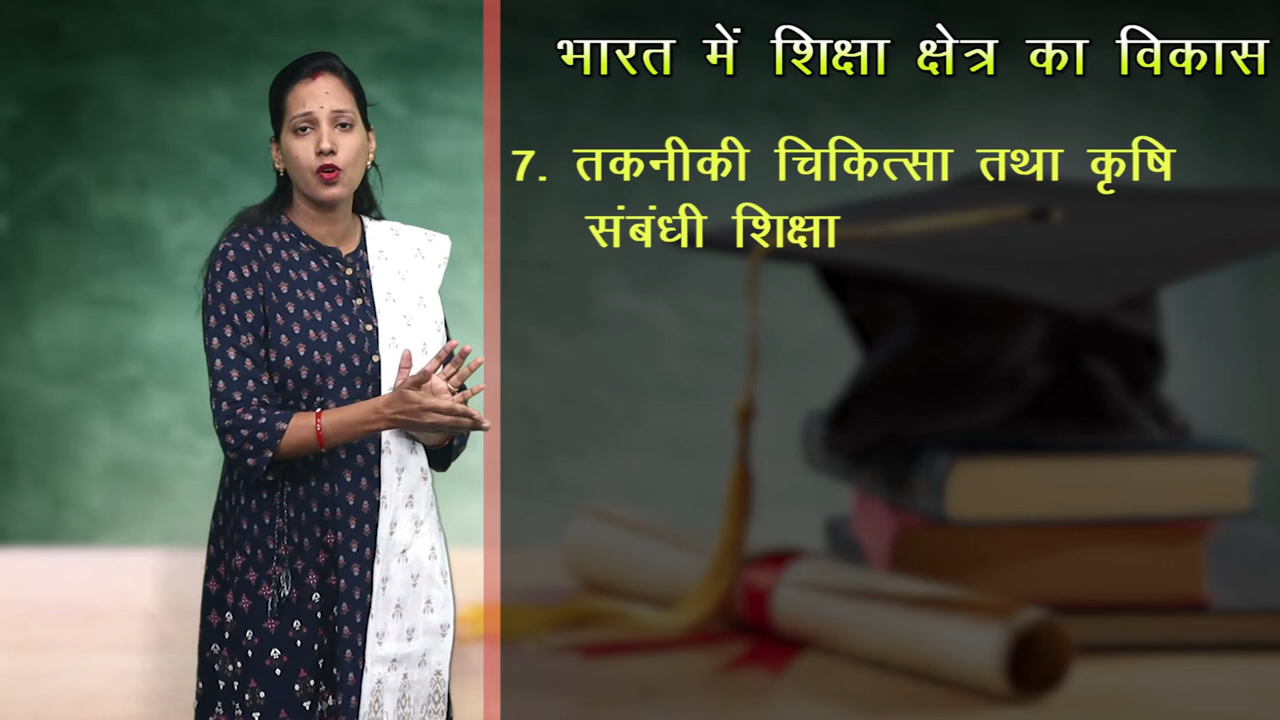 भारत में शिक्षा क्षेत्र का विकास
7. तकनीकी चिकित्सा तथा कृषि
संबंधी शिक्षा